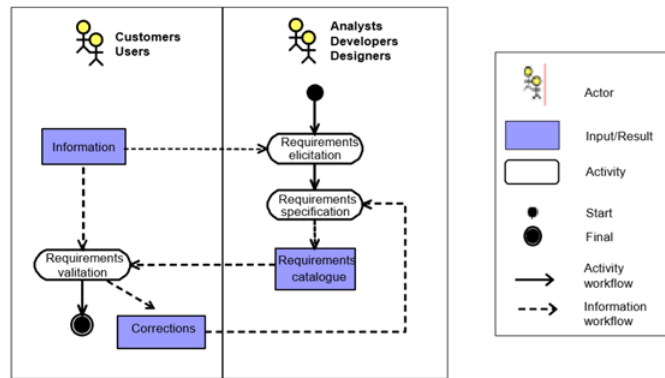 Customers
Users
Analysts
Developers
Designers
Information
Requirements
elicitation
Requirements
specification
Requirements
valitation
Requirements
catalogue
Corrections
Actor
Input/Result
Activity
Start
Final
Activity
workflow
Information
workflow